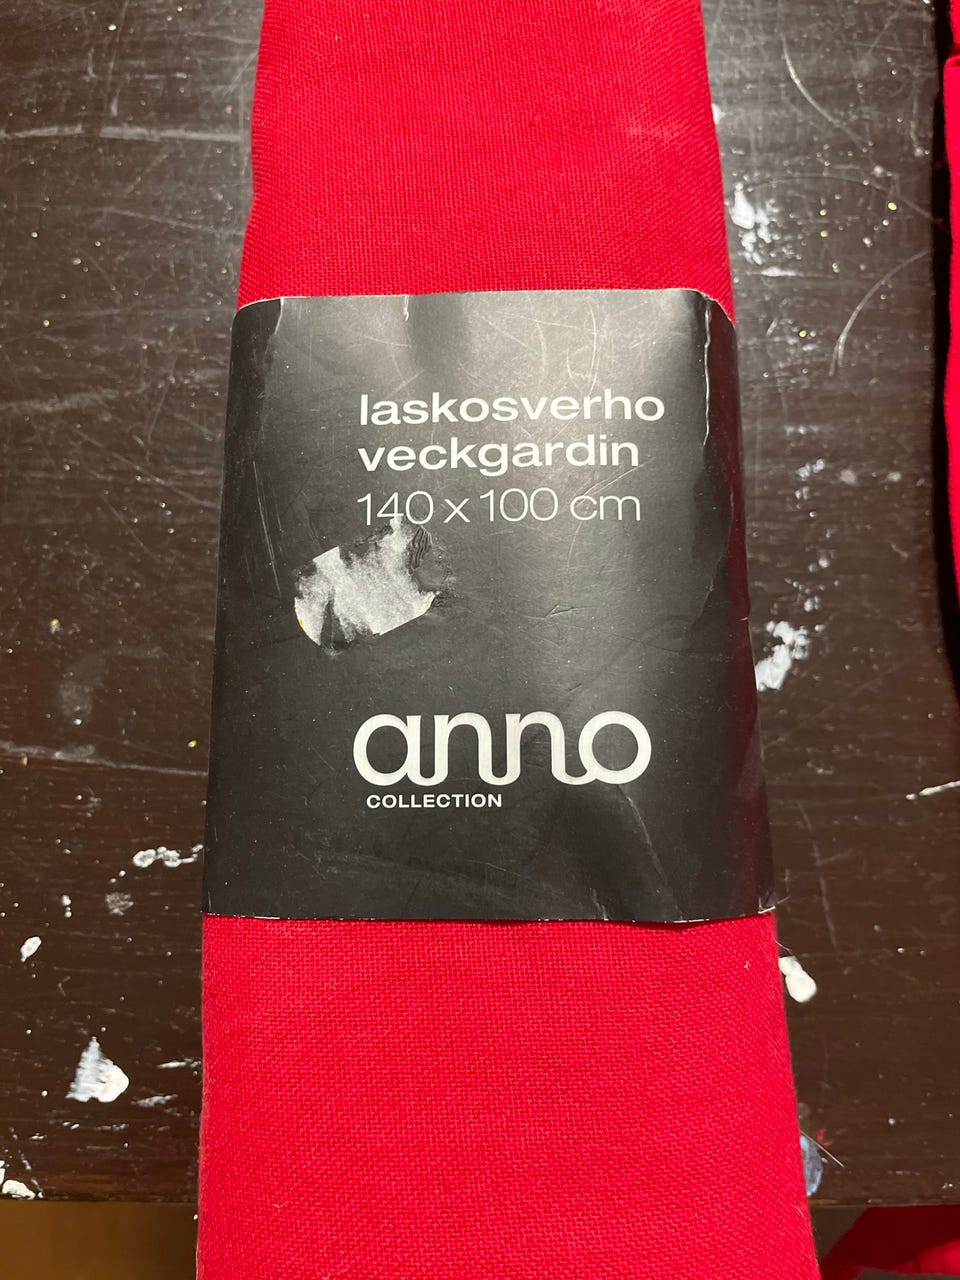 laskosverho
veckgardin
140 x 100 cm
anno
COLLECTION